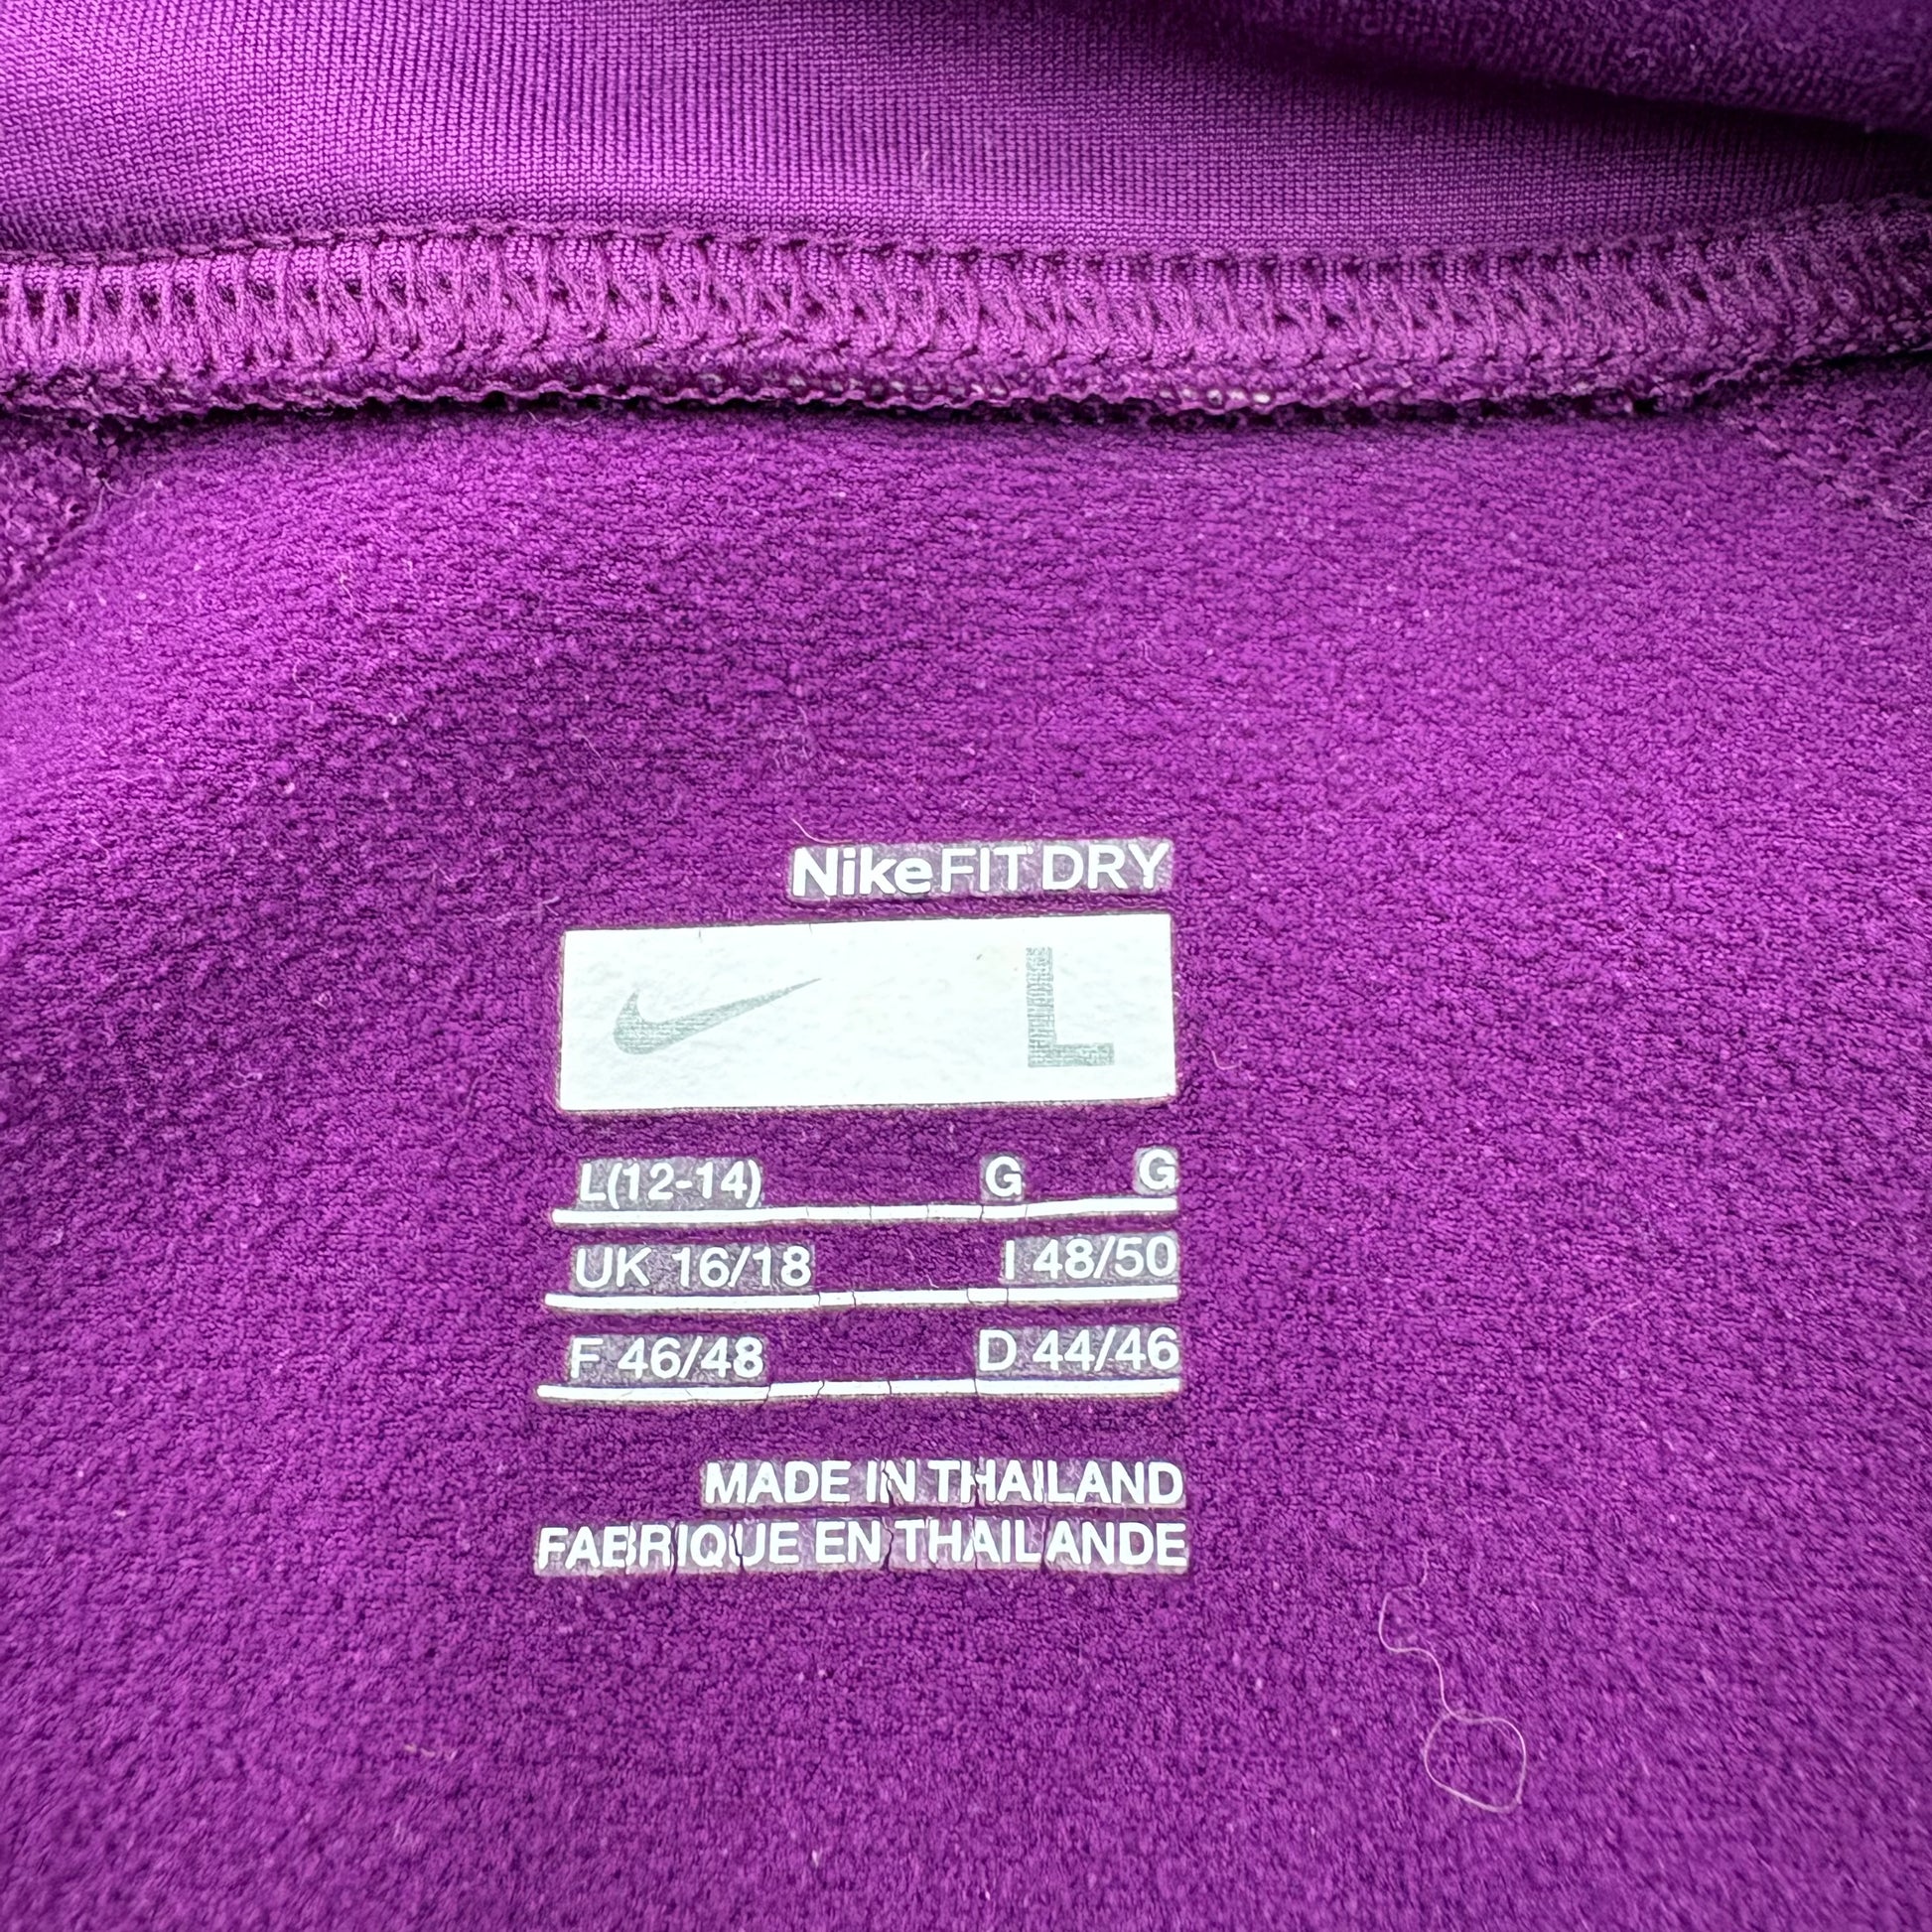 NikeFIT DRY
L
L(12-14) G G
UK 16/18 I 48/50
F 46/48 D 44/46
MADE IN THAILAND
FABRIQUE EN THAILANDE